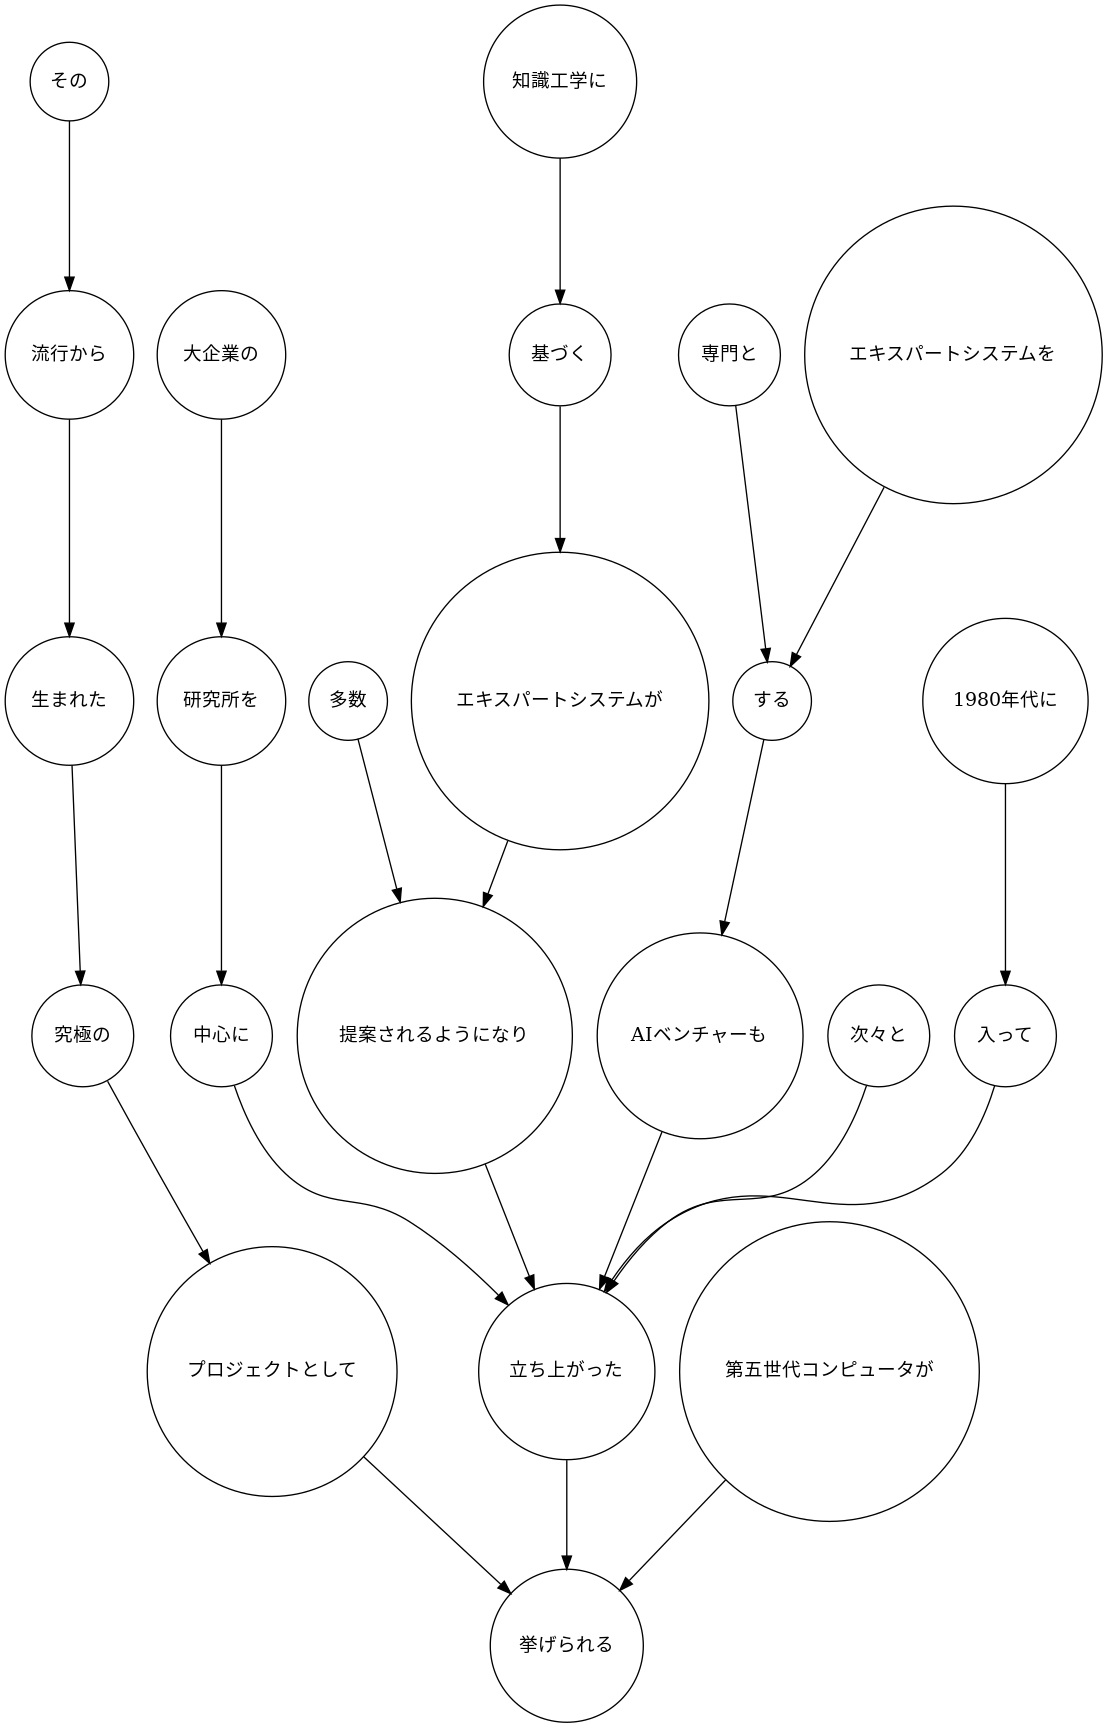 その
知識工学に
流行から
大企業の
基づく
専門と
エキスパートシステムを
生まれた
研究所を
多数
エキスパートシステムが
する
1980年代に
究極の
中心に
提案されるようになり
AIベンチャーも
次々と
入って
プロジェクトとして
立ち上がった
第五世代コンピュータが
挙げられる